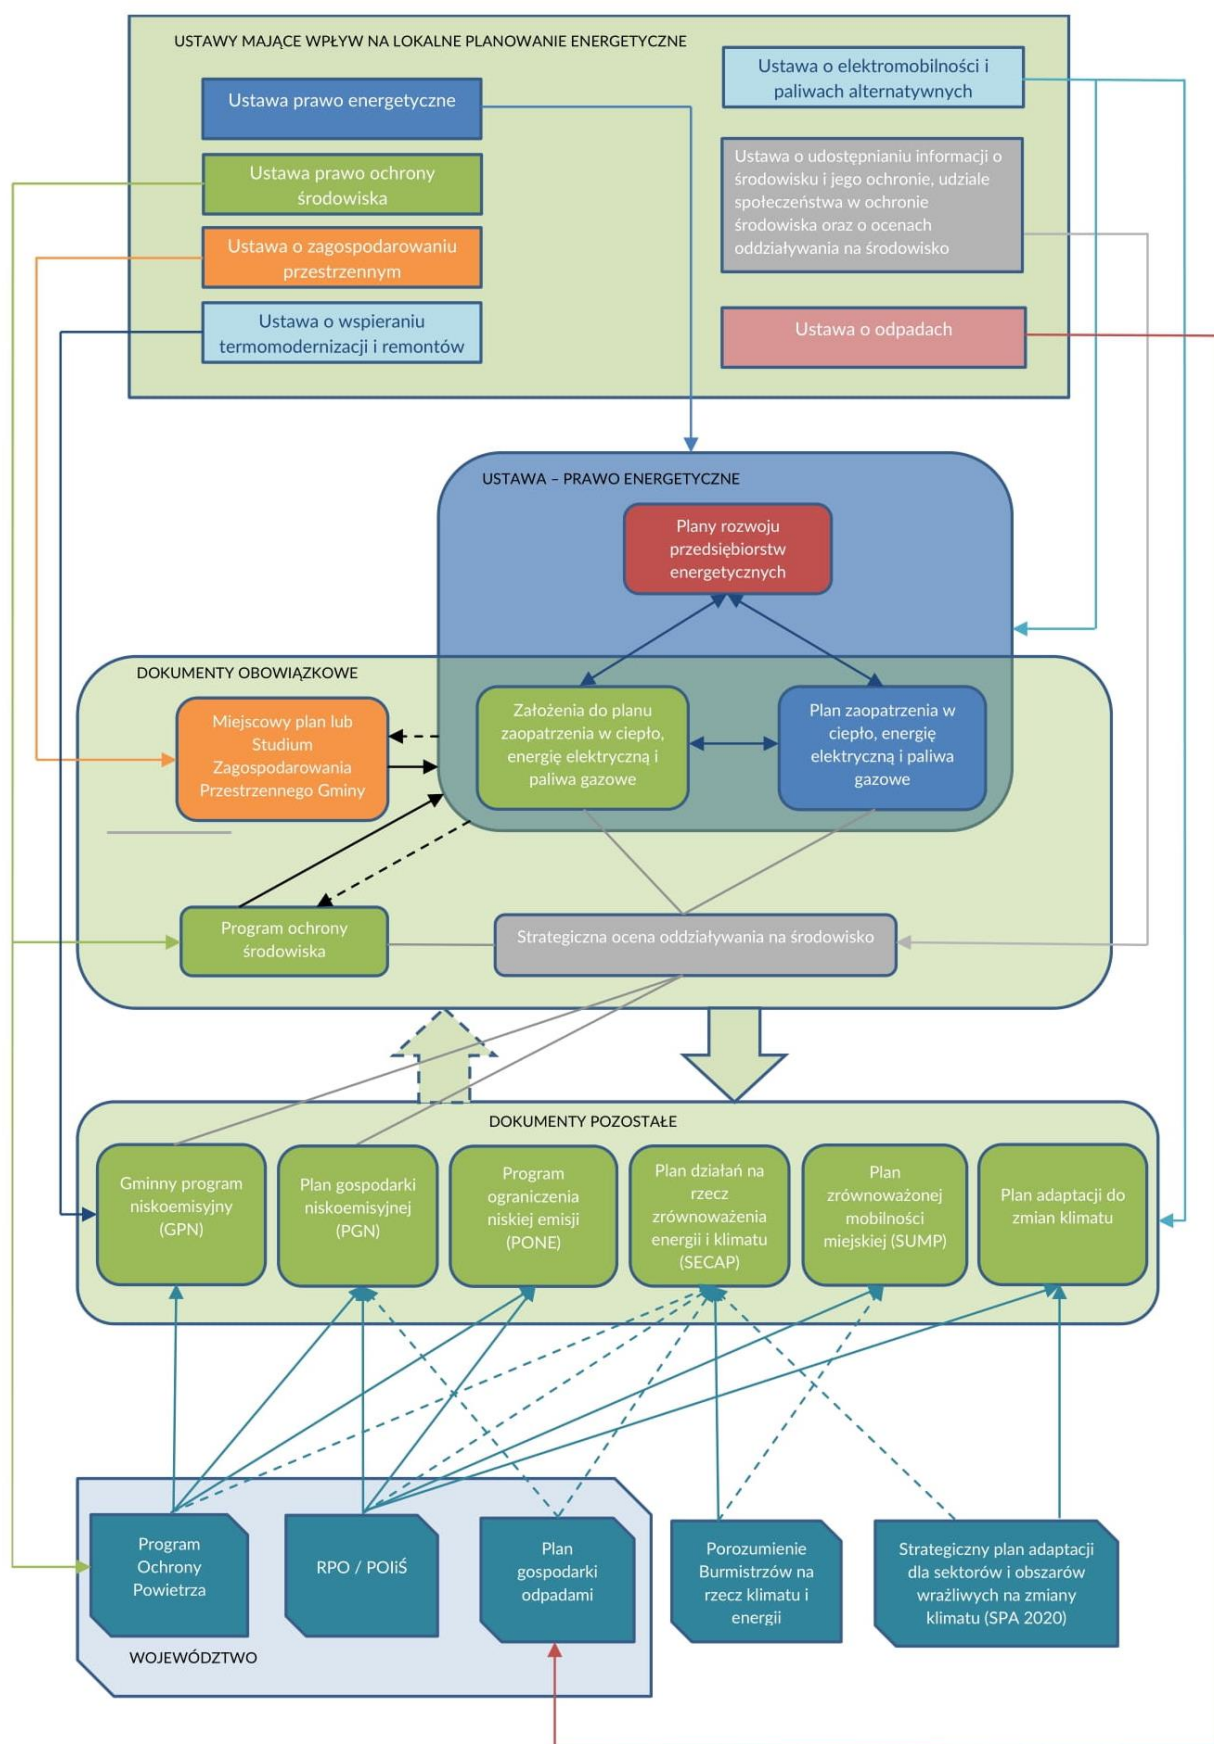 USTAWY MAJĄCE WPŁYW NA LOKALNE PLANOWANIE ENERGETYCZNE
Ustawa prawo energetyczne
Ustawa prawo ochrony
środowiska
Ustawa o zagospodarowaniu
przestrzennym
Ustawa o wspieraniu
termomodernizacji i remontów
Ustawa o elektromobilności i
paliwach alternatywnych
Ustawa o udostępnianiu informacji o
środowisku i jego ochronie, udziale
społeczeństwa w ochronie
środowiska oraz o ocenach
oddziaływania na środowisko
Ustawa o odpadach
USTAWA – PRAWO ENERGETYCZNE
Plany rozwoju
przedsiębiorstw
energetycznych
DOKUMENTY OBOWIĄZKOWE
Miejscowy plan lub
Studium
Zagospodarowania
Przestrzennego Gminy
Założenia do planu
zaopatrzenia w ciepło,
energię elektryczną i
paliwa gazowe
Plan zaopatrzenia w
ciepło, energię
elektryczną i paliwa
gazowe
Program ochrony
środowiska
Strategiczna ocena oddziaływania na środowisko
DOKUMENTY POZOSTAŁE
Gminny program
niskoemisyjny
(GPN)
Plan gospodarki
niskoemisyjnej
(PGN)
Program
ograniczenia
niskiej emisji
(PONE)
Plan działań na
rzecz
zrównoważenia
energii i klimatu
(SECAP)
Plan
zrównoważonej
mobilności
miejskiej (SUMP)
Plan adaptacji do
zmian klimatu
Program
Ochrony
Powietrza
RPO / POIiŚ
Plan
gospodarki
odpadami
Porozumienie
Burmistrzów na
rzecz klimatu i
energii
Strategiczny plan adaptacji
dla sektorów i obszarów
wrażliwych na zmiany
klimatu (SPA 2020)
WOJEWÓDZTWO